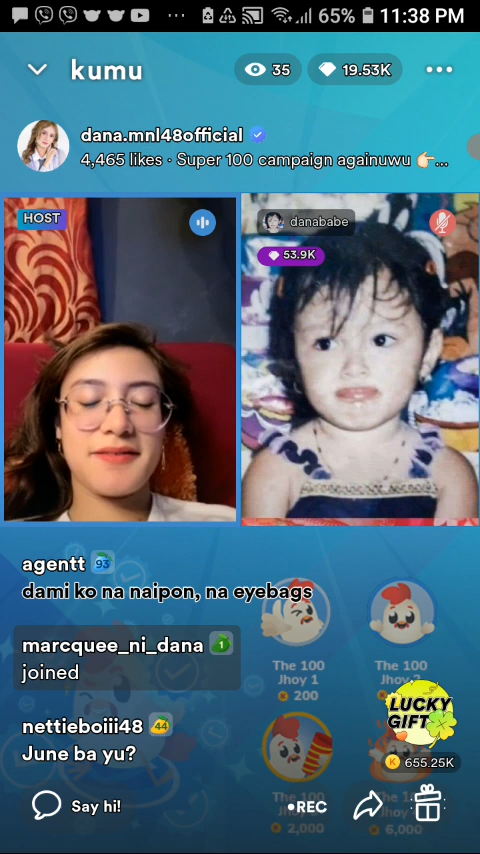 65% 11:38 PM
kumu
35
19.53K
dana.mnl48official
4,465 likes · Super 100 campaign againuwu 👉🏻...
HOST
danababe
53.9K
agentt 93
dami ko na naipon, na eyebags
marcquee_ni_dana 1
joined
nettieboiii48 44
June ba yu?
The 100
Jhoy 1
200
The 100
Jhoy 2
LUCKY
GIFT
655.25K
2,000
6,000
Say hi!
•REC